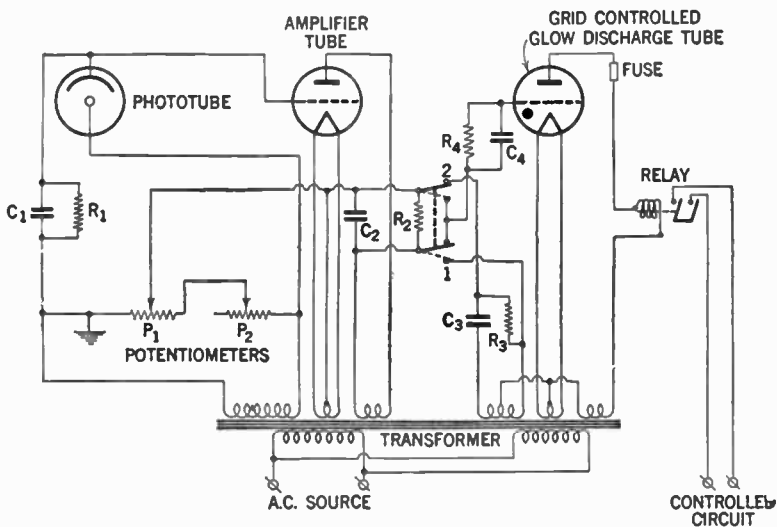 AMPLIFIER
TUBE
GRID CONTROLLED
GLOW DISCHARGE TUBE
FUSE
PHOTOTUBE
R4
C4
RELAY
2
C1
R1
C2
R2
1
C3
R3
P1
P2
POTENTIOMETERS
TRANSFORMER
A.C. SOURCE
CONTROLLED
CIRCUIT